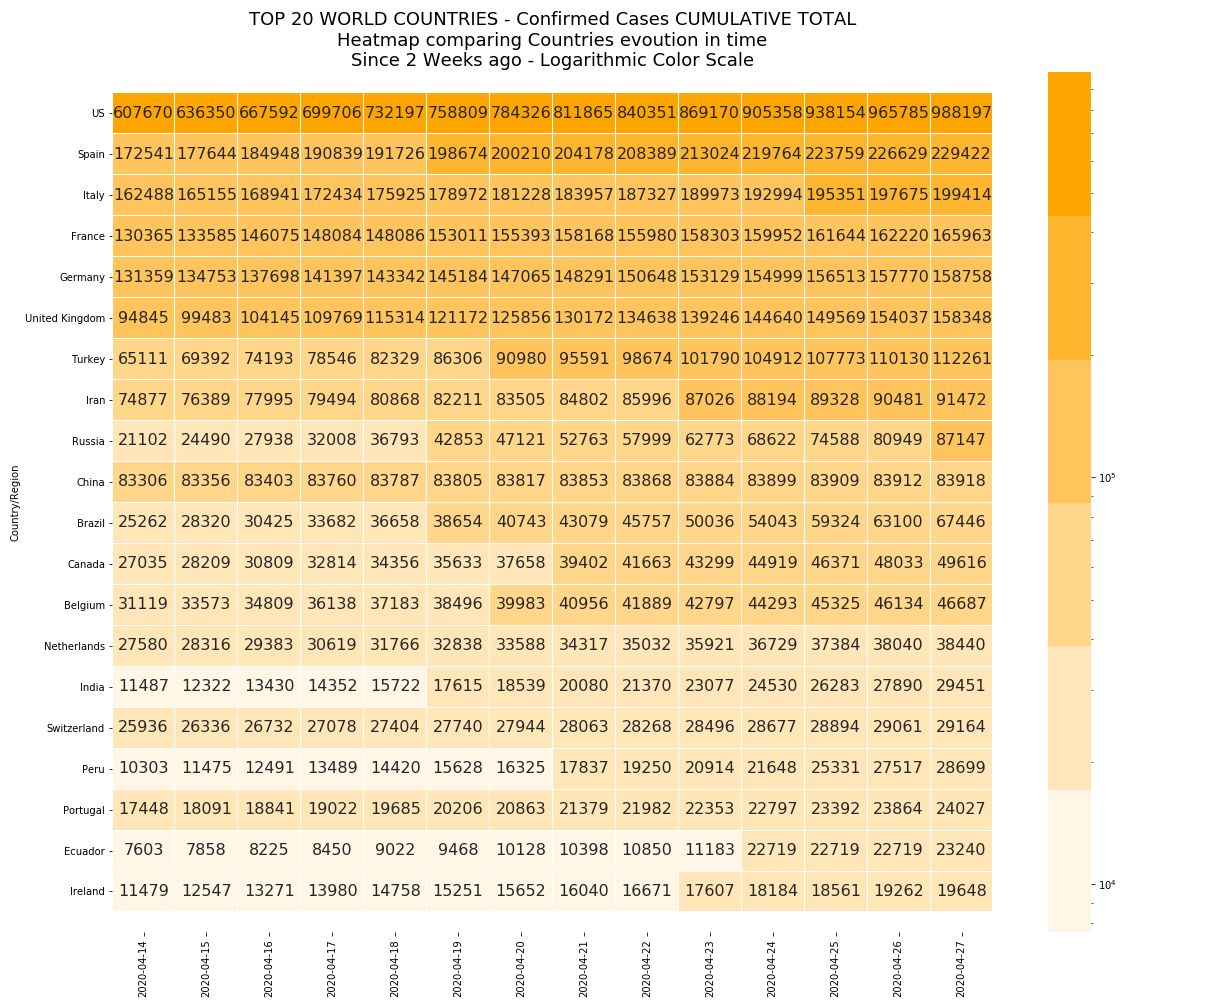 TOP 20 WORLD COUNTRIES - Confirmed Cases CUMULATIVE TOTAL
Heatmap comparing Countries evoution in time
Since 2 Weeks ago - Logarithmic Color Scale
Country/Region
US 607670 636350 667592 699706 732197 758809 784326 811865 840351 869170 905358 938154 965785 988197
Spain 172541 177644 184948 190839 191726 198674 200210 204178 208389 213024 219764 223759 226629 229422
Italy 162488 165155 168941 172434 175925 178972 181228 183957 187327 189973 192994 195351 197675 199414
France 130365 133585 146075 148084 148086 153011 155393 158168 155980 158303 159952 161644 162220 165963
Germany 131359 134753 137698 141397 143342 145184 147065 148291 150648 153129 154999 156513 157770 158758
United Kingdom 94845 99483 104145 109769 115314 121172 125856 130172 134638 139246 144640 149569 154037 158348
Turkey 65111 69392 74193 78546 82329 86306 90980 95591 98674 101790 104912 107773 110130 112261
Iran 74877 76389 77995 79494 80868 82211 83505 84802 85996 87026 88194 89328 90481 91472
Russia 21102 24490 27938 32008 36793 42853 47121 52763 57999 62773 68622 74588 80949 87147
China 83306 83356 83403 83760 83787 83805 83817 83853 83868 83884 83899 83909 83912 83918
Brazil 25262 28320 30425 33682 36658 38654 40743 43079 45757 50036 54043 59324 63100 67446
Canada 27035 28209 30809 32814 34356 35633 37658 39402 41663 43299 44919 46371 48033 49616
Belgium 31119 33573 34809 36138 37183 38496 39983 40956 41889 42797 44293 45325 46134 46687
Netherlands 27580 28316 29383 30619 31766 32838 33588 34317 35032 35921 36729 37384 38040 38440
India 11487 12322 13430 14352 15722 17615 18539 20080 21370 23077 24530 26283 27890 29451
Switzerland 25936 26336 26732 27078 27404 27740 27944 28063 28268 28496 28677 28894 29061 29164
Peru 10303 11475 12491 13489 14420 15628 16325 17837 19250 20914 21648 25331 27517 28699
Portugal 17448 18091 18841 19022 19685 20206 20863 21379 21982 22353 22797 23392 23864 24027
Ecuador 7603 7858 8225 8450 9022 9468 10128 10398 10850 11183 22719 22719 22719 23240
Ireland 11479 12547 13271 13980 14758 15251 15652 16040 16671 17607 18184 18561 19262 19648
2020-04-14 2020-04-15 2020-04-16 2020-04-17 2020-04-18 2020-04-19 2020-04-20 2020-04-21 2020-04-22 2020-04-23 2020-04-24 2020-04-25 2020-04-26 2020-04-27
10⁵
10⁴